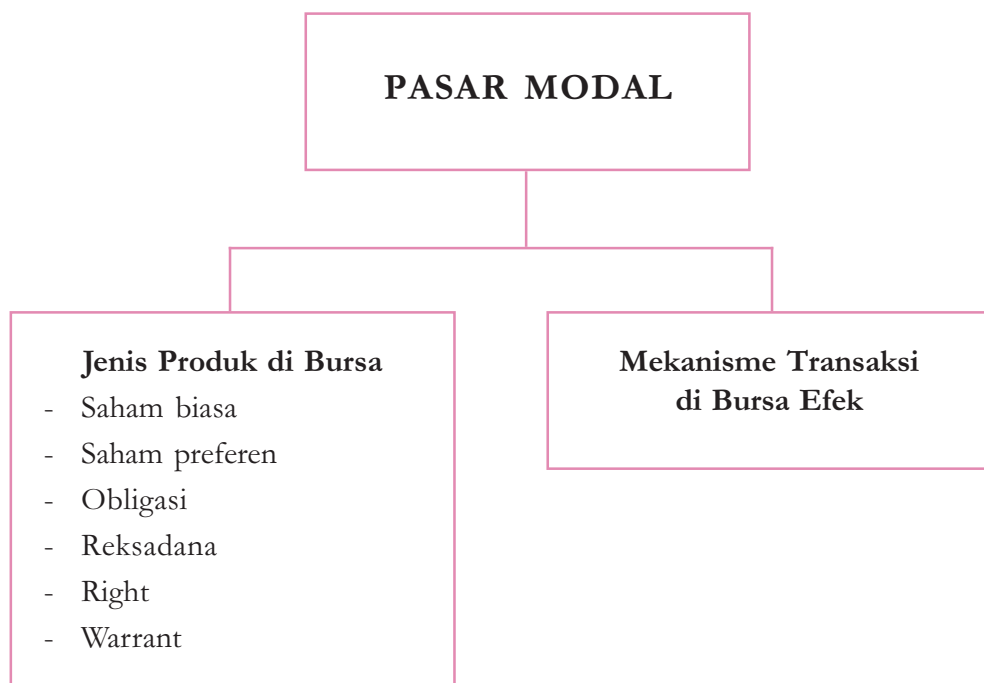 PASAR MODAL
Jenis Produk di Bursa
- Saham biasa
- Saham preferen
- Obligasi
- Reksadana
- Right
- Warrant
Mekanisme Transaksi
di Bursa Efek